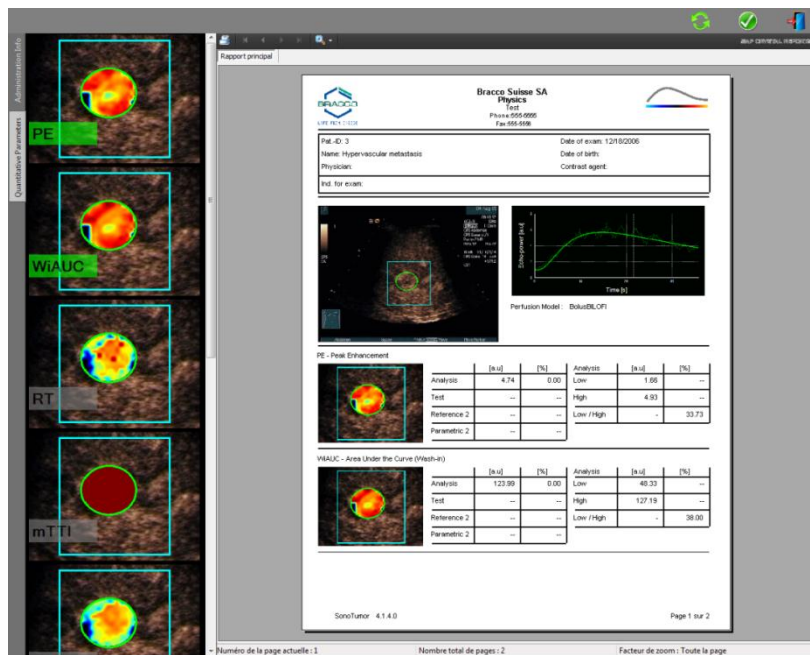 Administration Info
Quantitative Parameters
PE
WiAUC
RT
mTTI
Rapport principal
BRACCO
LIFE FROM INSIDE
Bracco Suisse SA
Physics
Test
Phone:555-5555
Fax:555-5556
Pat.-ID: 3
Date of exam: 12/18/2006
Name: Hypervascular metastasis
Date of birth:
Physician:
Contrast agent:
Ind. for exam:
Echo-power [a.u]
Time [s]
Perfusion Model : BolusBILOFI
PE - Peak Enhancement
[a.u] [%] Analysis [a.u] [%]
Analysis 4.74 0.00 Low 1.66 --
Test -- -- High 4.93 --
Reference 2 -- -- Low / High - 33.73
Parametric 2 -- --
WiAUC - Area Under the Curve (Wash-in)
[a.u] [%] Analysis [a.u] [%]
Analysis 123.99 0.00 Low 48.33 --
Test -- -- High 127.19 --
Reference 2 -- -- Low / High - 38.00
Parametric 2 -- --
SonoTumor 4.1.4.0
Page 1 sur 2
Numéro de la page actuelle : 1
Nombre total de pages : 2
Facteur de zoom : Toute la page